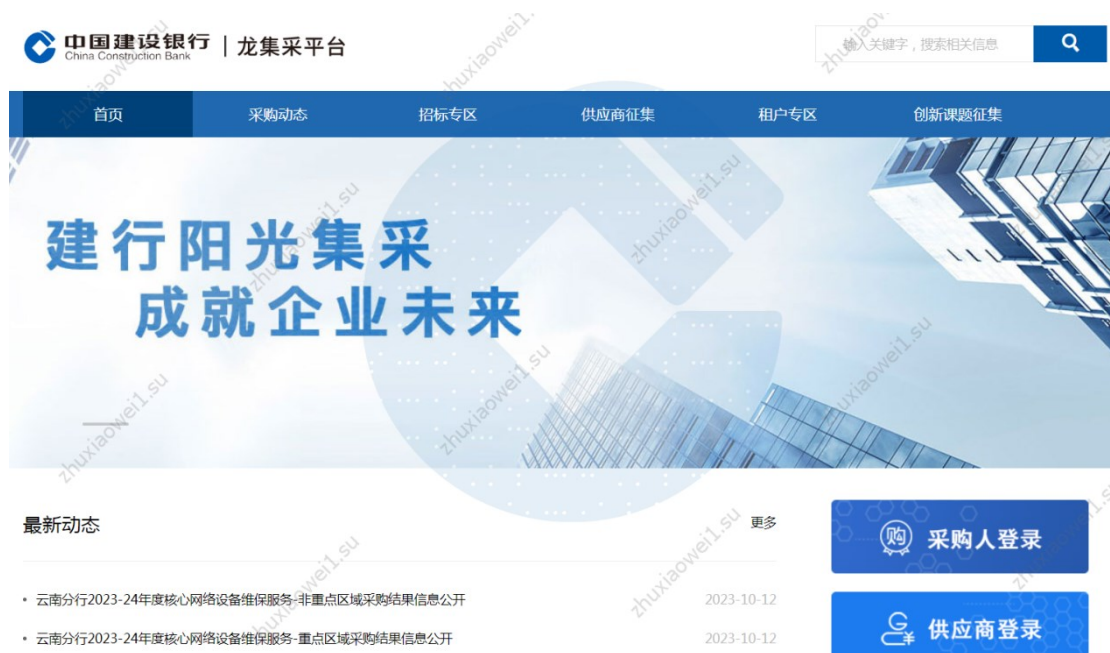 中国建设银行
China Construction Bank
龙集采平台
输入关键字，搜索相关信息
首页 采购动态 招标专区 供应商征集 租户专区 创新课题征集
建行阳光集采
成就企业未来
最新动态 更多
云南分行2023-24年度核心网络设备维保服务-非重点区域采购结果信息公开 2023-10-12
云南分行2023-24年度核心网络设备维保服务-重点区域采购结果信息公开 2023-10-12
购 采购人登录
供应商登录
zhuxiaowei1.su